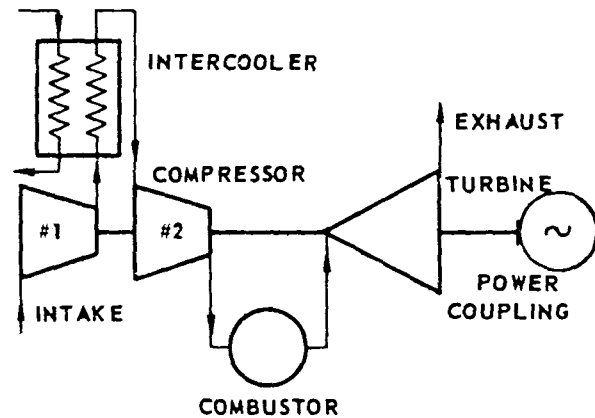 INTERCOOLER
EXHAUST
COMPRESSOR
TURBINE
#1
#2
~
POWER
COUPLING
INTAKE
COMBUSTOR